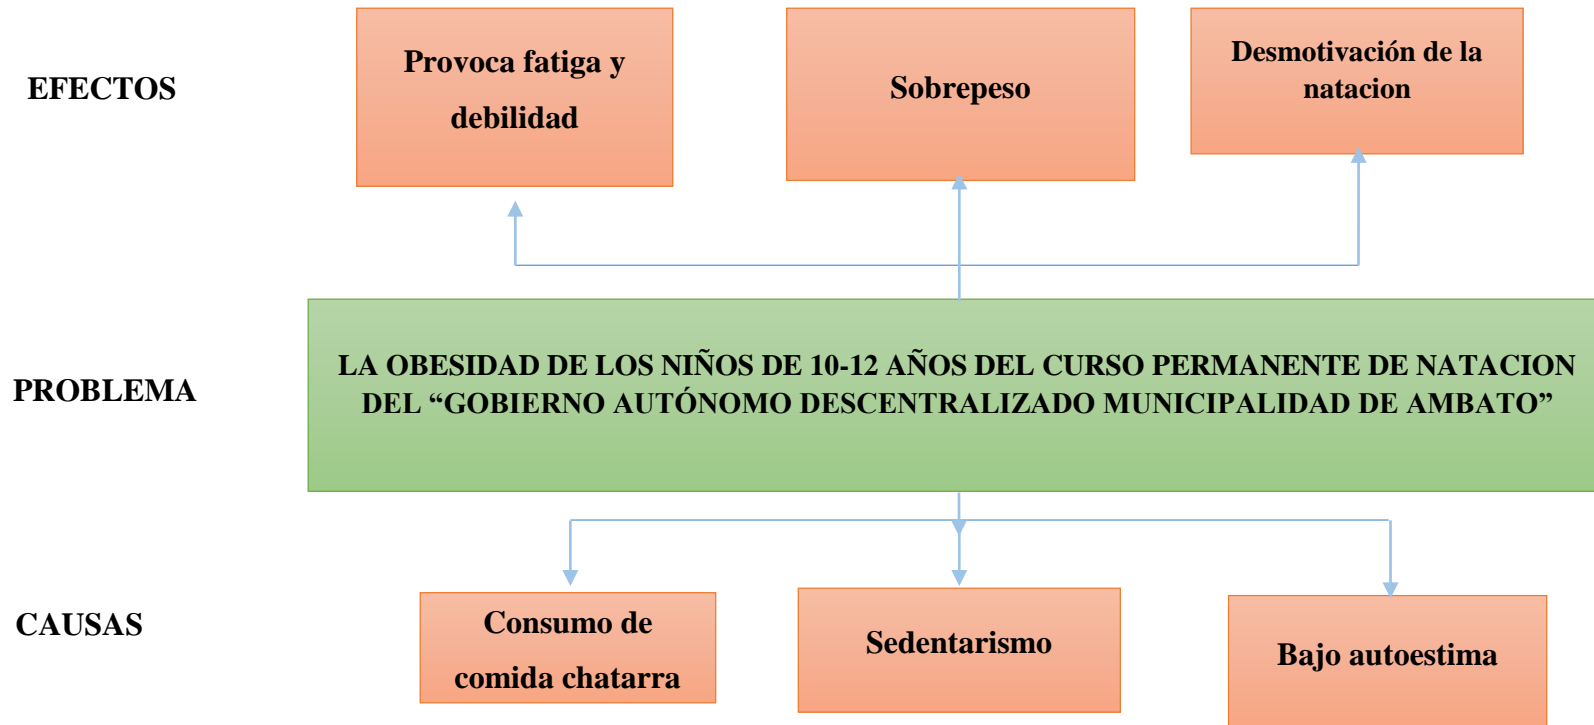 EFECTOS
Provoca fatiga y
debilidad
Sobrepeso
Desmotivación de la
natacion
PROBLEMA
LA OBESIDAD DE LOS NIÑOS DE 10-12 AÑOS DEL CURSO PERMANENTE DE NATACION
DEL “GOBIERNO AUTÓNOMO DESCENTRALIZADO MUNICIPALIDAD DE AMBATO”
CAUSAS
Consumo de
comida chatarra
Sedentarismo
Bajo autoestima